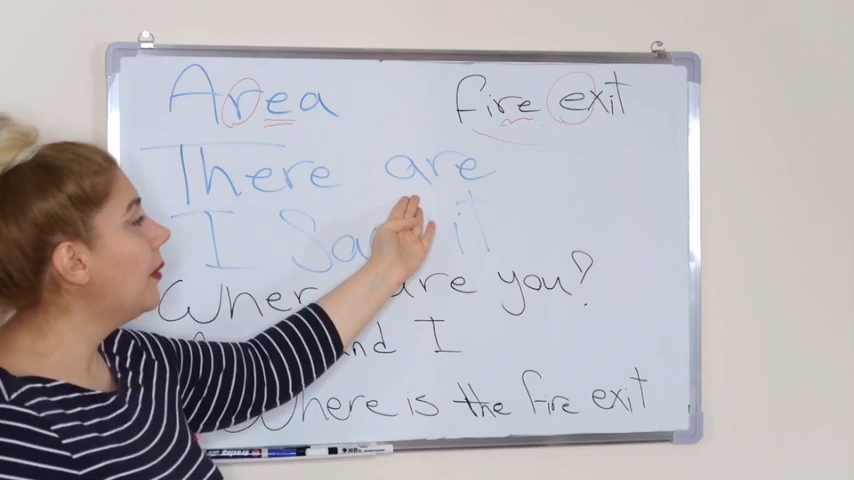 Area fire exit
There are
I Saw it
Where are you?
and I
Where is the fire exit